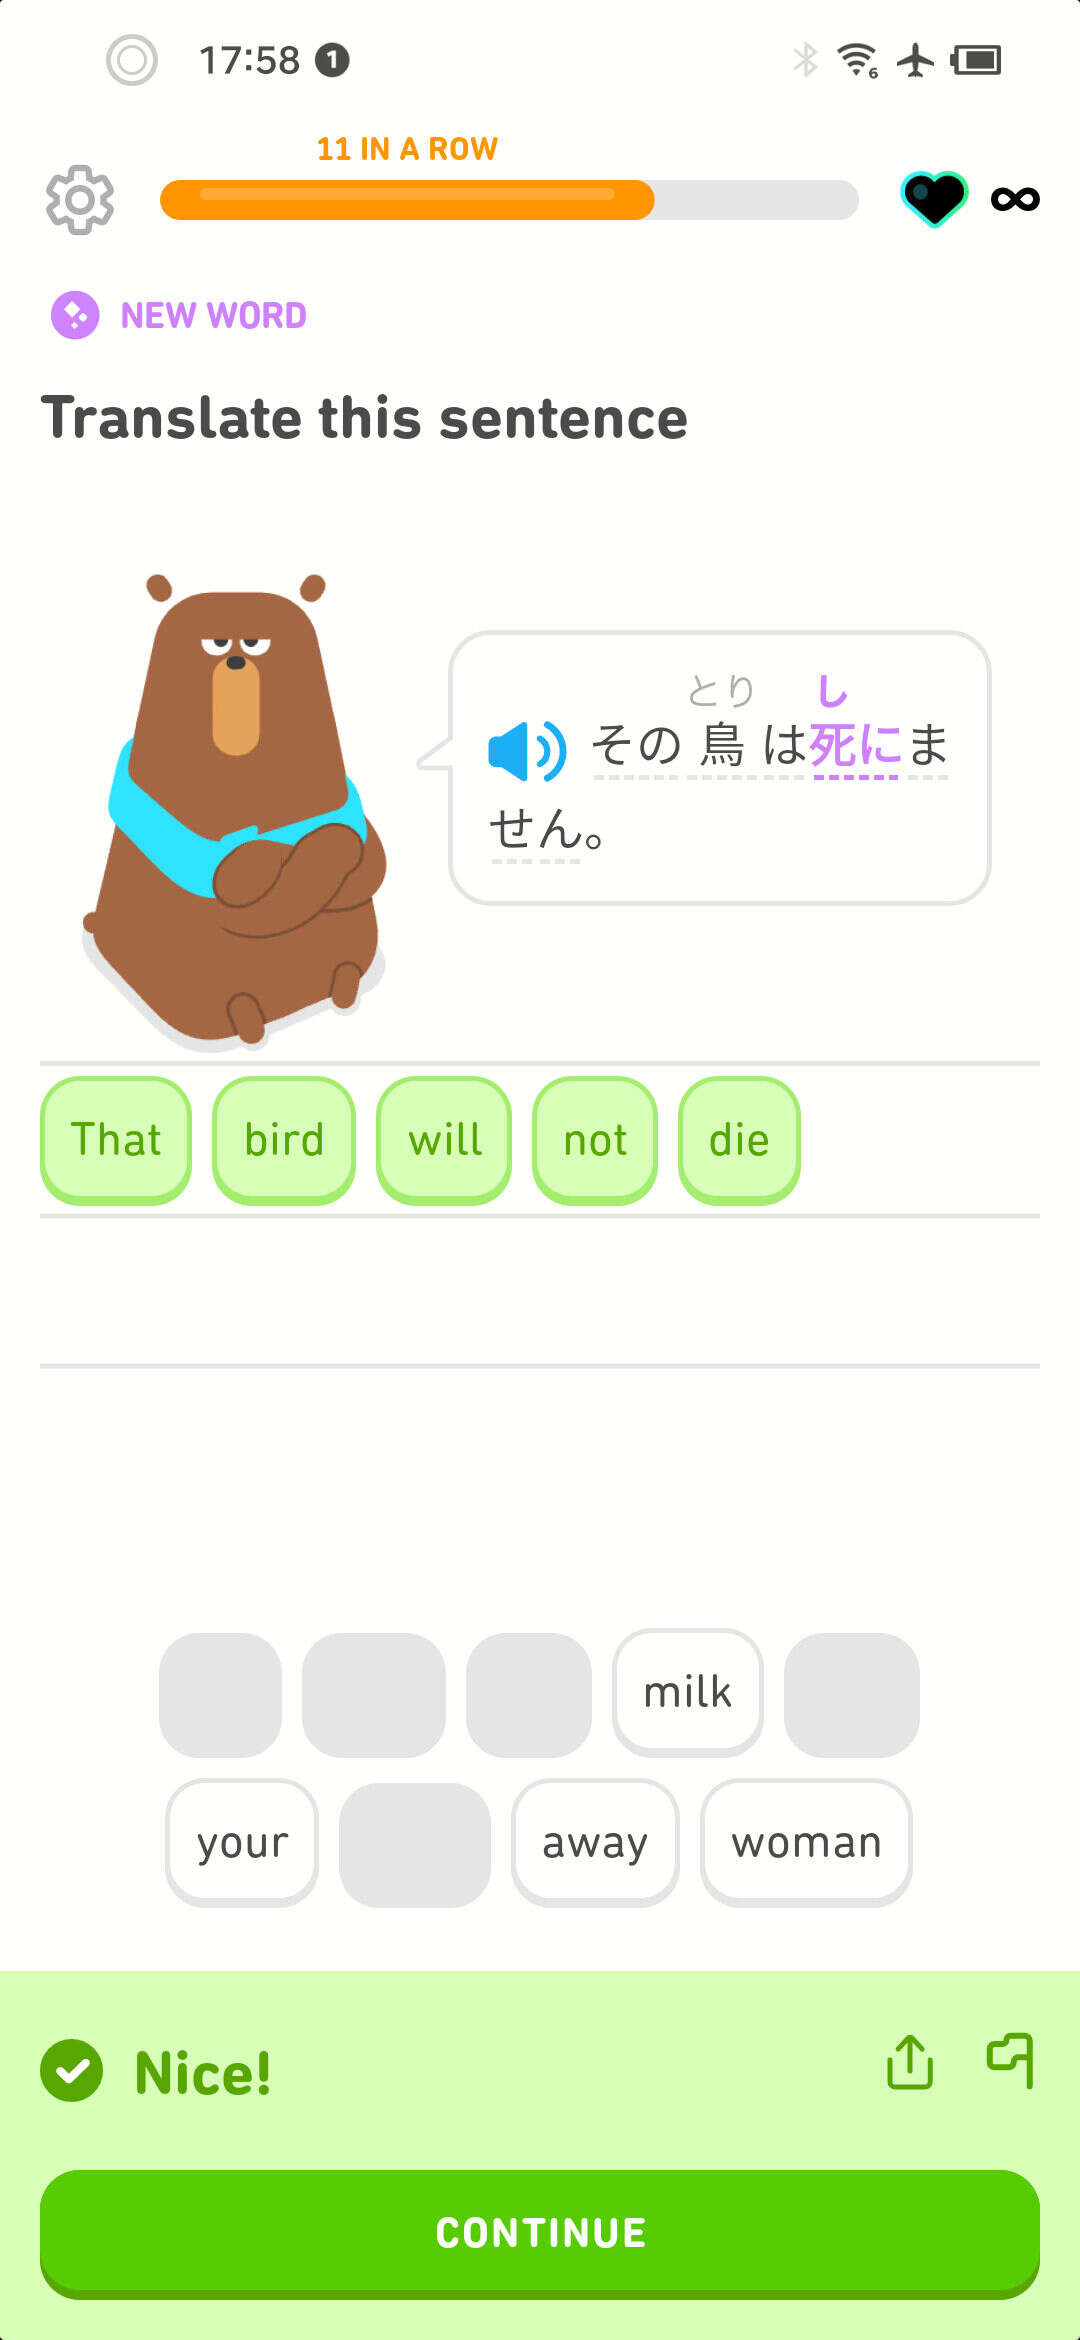 17:58 1
6
11 IN A ROW
NEW WORD
Translate this sentence
とり し
その鳥は死にま
せん。
That bird will not die
milk
your away woman
Nice!
CONTINUE